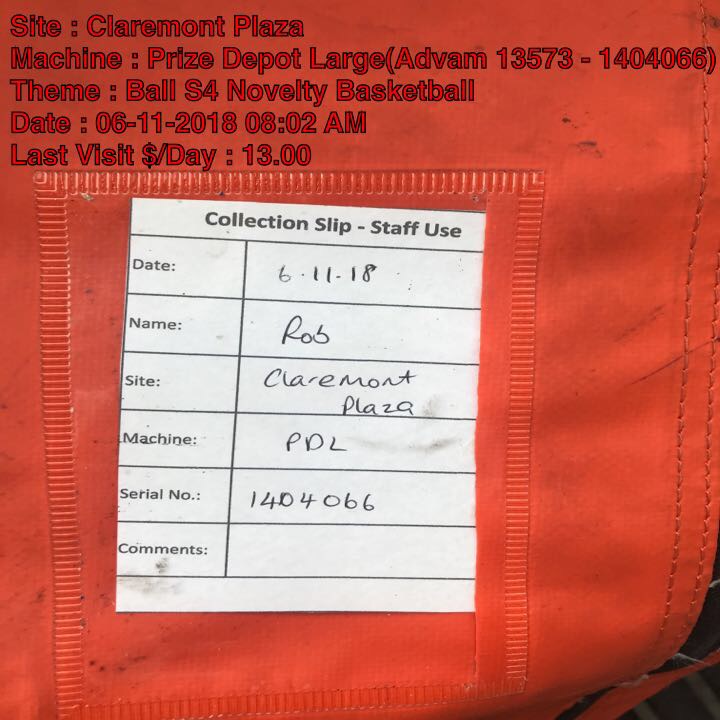 Site : Claremont Plaza
Machine : Prize Depot Large(Advam 13573 - 1404066)
Theme : Ball S4 Novelty Basketball
Date : 06-11-2018 08:02 AM
Last Visit $/Day : 13.00
Collection Slip - Staff Use
Date: 6.11.18
Name: Rob
Site: Claremont
Plaza
Machine: PDL
Serial No.: 1404066
Comments: